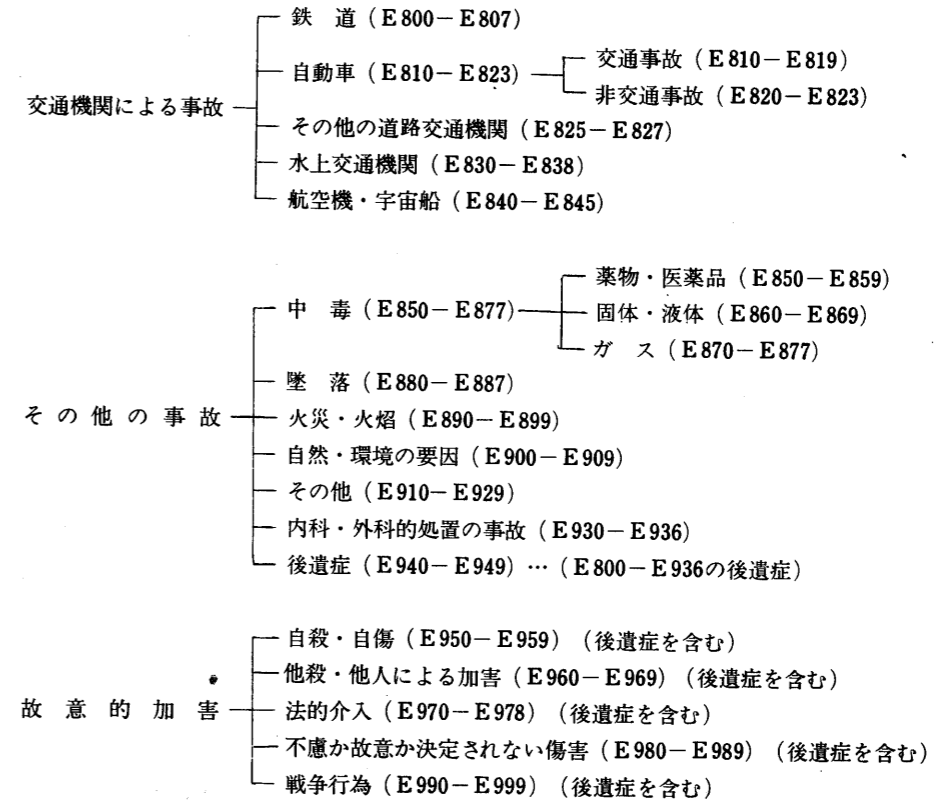 鉄　道（E800－E807）
自動車（E810－E823）
交通事故（E810－E819）
非交通事故（E820－E823）
交通機関による事故
その他の道路交通機関（E825－E827）
水上交通機関（E830－E838）
航空機・宇宙船（E840－E845）
薬物・医薬品（E850－E859）
中　毒（E850－E877）
固体・液体（E860－E869）
ガ　ス（E870－E877）
墜　落（E880－E887）
その他の事故
火災・火焰（E890－E899）
自然・環境の要因（E900－E909）
その他（E910－E929）
内科・外科的処置の事故（E930－E936）
後遺症（E940－E949）…（E800－E936の後遺症）
自殺・自傷（E950－E959）（後遺症を含む）
他殺・他人による加害（E960－E969）（後遺症を含む）
故意的加害
法的介入（E970－E978）（後遺症を含む）
不慮か故意か決定されない傷害（E980－E989）（後遺症を含む）
戦争行為（E990－E999）（後遺症を含む）